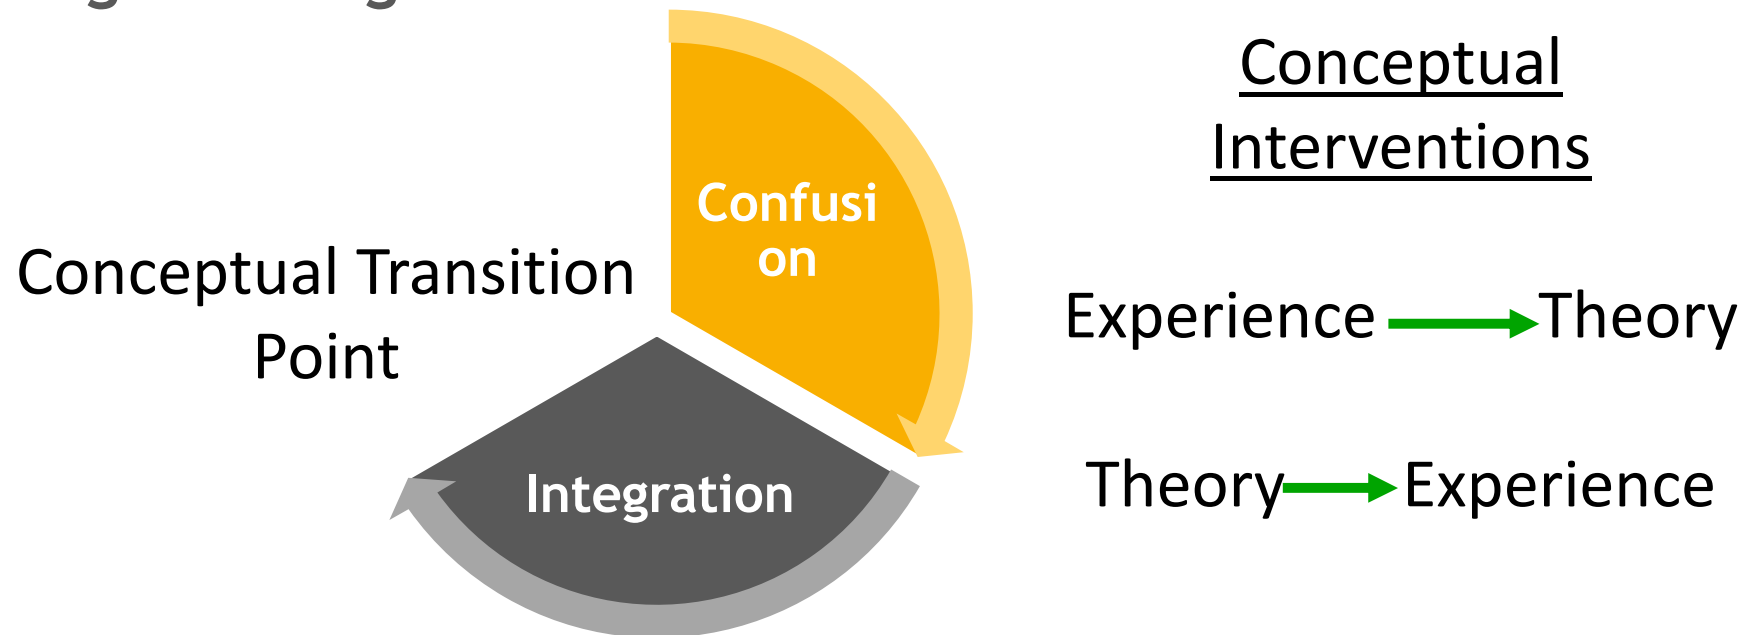 Conceptual
Interventions
Confusi
on
Conceptual Transition
Point
Experience Theory
Integration
Theory Experience